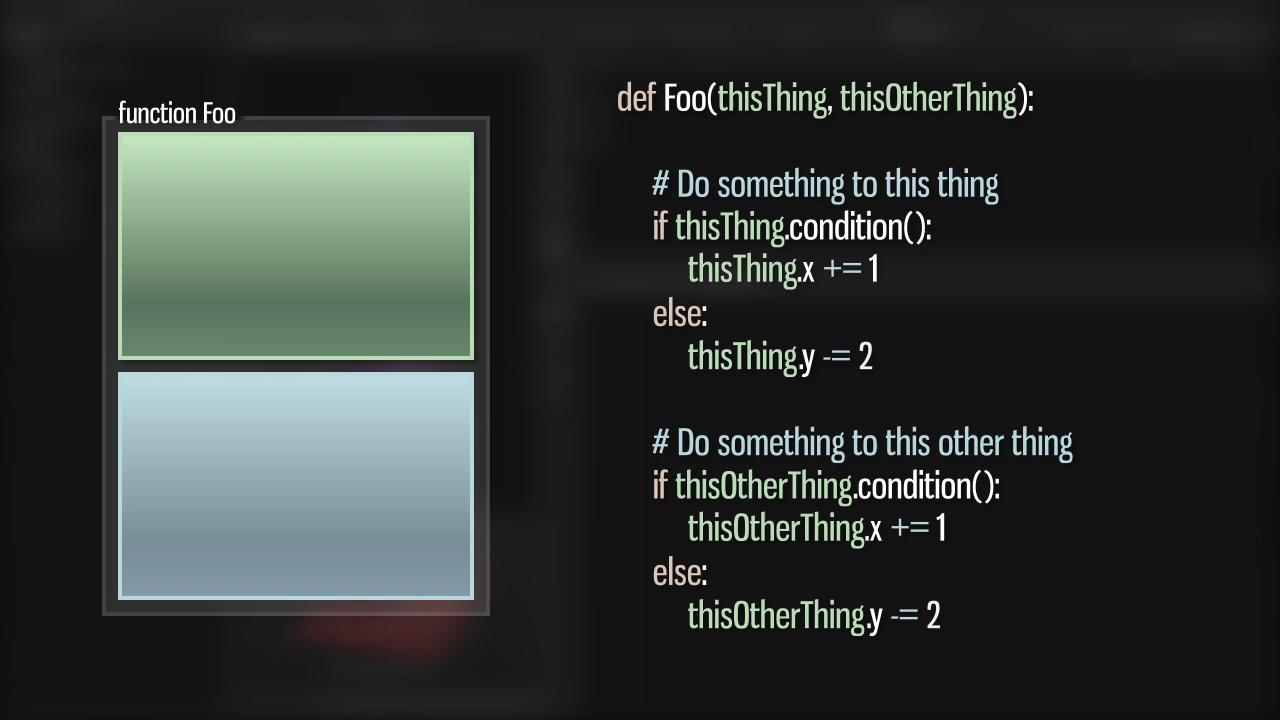 function Foo
def Foo(thisThing, thisOtherThing):
# Do something to this thing
if thisThing.condition():
thisThing.x += 1
else:
thisThing.y -= 2
# Do something to this other thing
if thisOtherThing.condition():
thisOtherThing.x += 1
else:
thisOtherThing.y -= 2